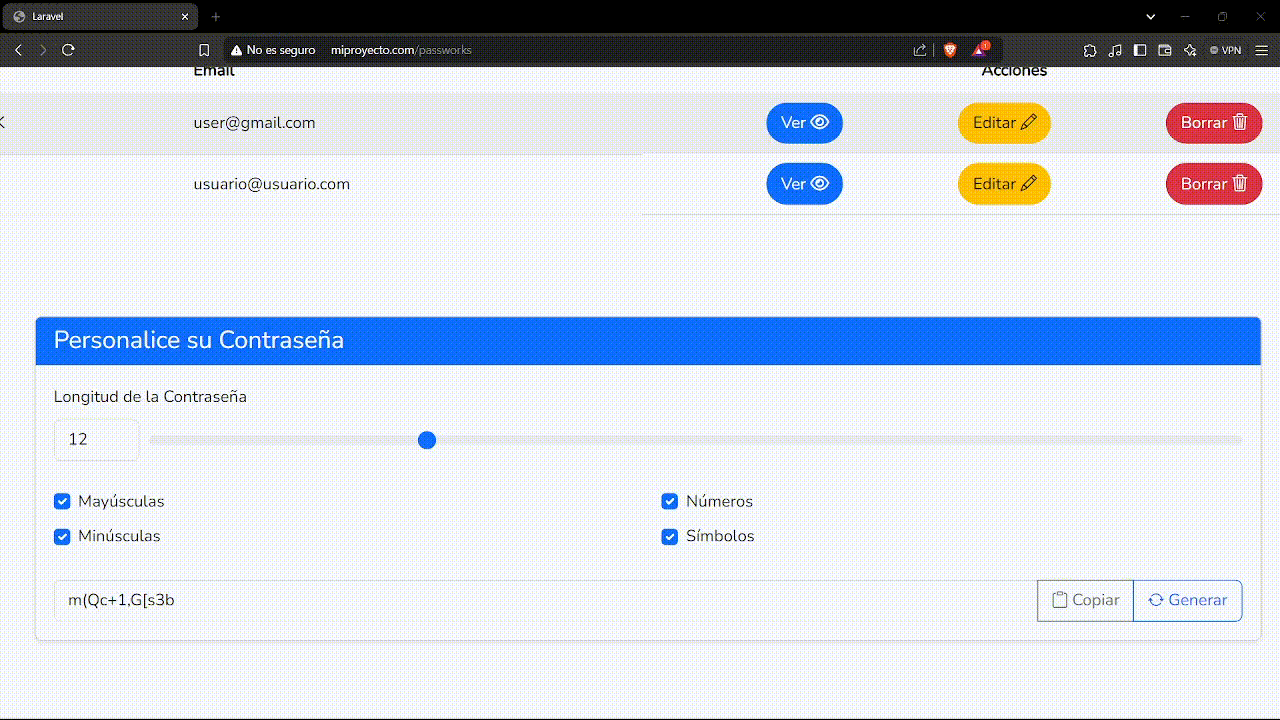 Laravel
No es seguro miproyecto.com/passworks VPN
Email Acciones
user@gmail.com Ver Editar Borrar
usuario@usuario.com Ver Editar Borrar
Personalice su Contraseña
Longitud de la Contraseña
12
Mayúsculas Números
Minúsculas Símbolos
m(Qc+1,G[s3b Copiar Generar